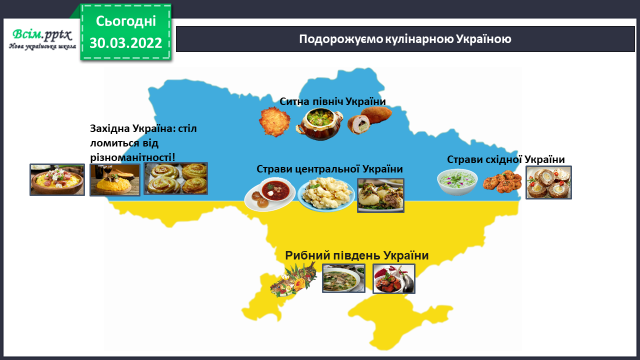 Всім.pptx
Нова українська школа
Сьогодні
30.03.2022
Подорожуємо кулінарною Україною
Ситна північ України
Західна Україна: стіл
ломиться від
різноманітності!
Страви центральної України
Страви східної України
Рибний південь України